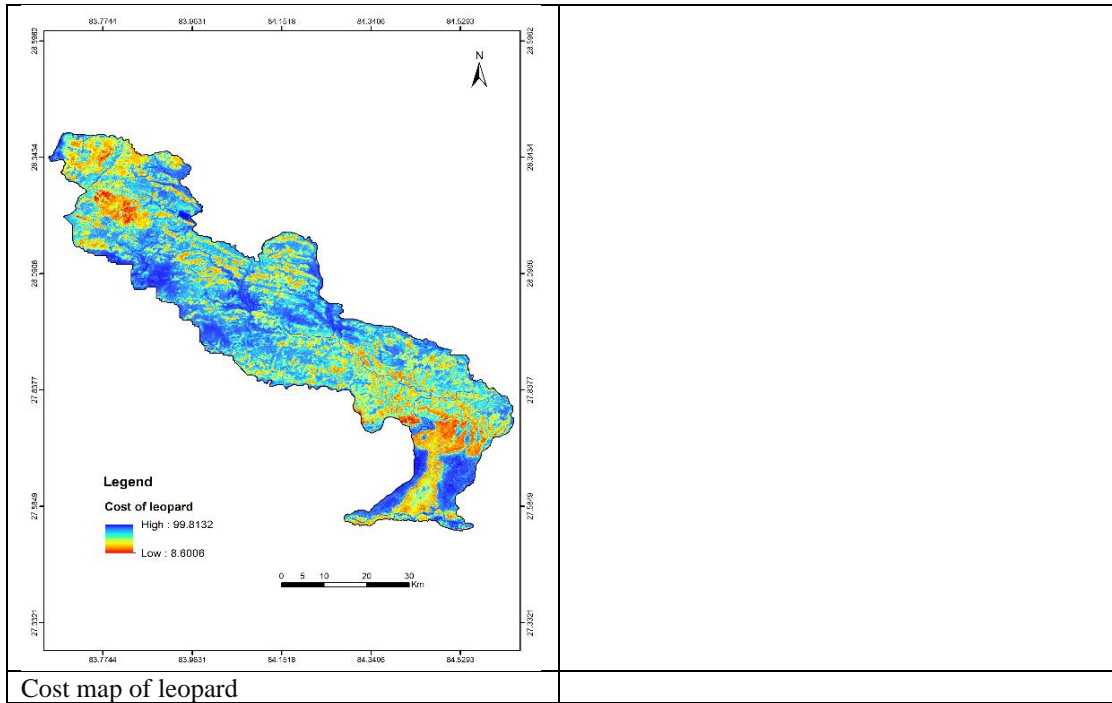 83.7744 83.9631 84.1518 84.3406 84.5293
28.5962 28.5962
N
28.3434 28.3434
28.0906 28.0906
27.8377 27.8377
Legend
Cost of leopard
27.5849 27.5849
High : 99.8132
Low : 8.6006
0 5 10 20 30
Km
27.3321 27.3321
83.7744 83.9631 84.1518 84.3406 84.5293
Cost map of leopard